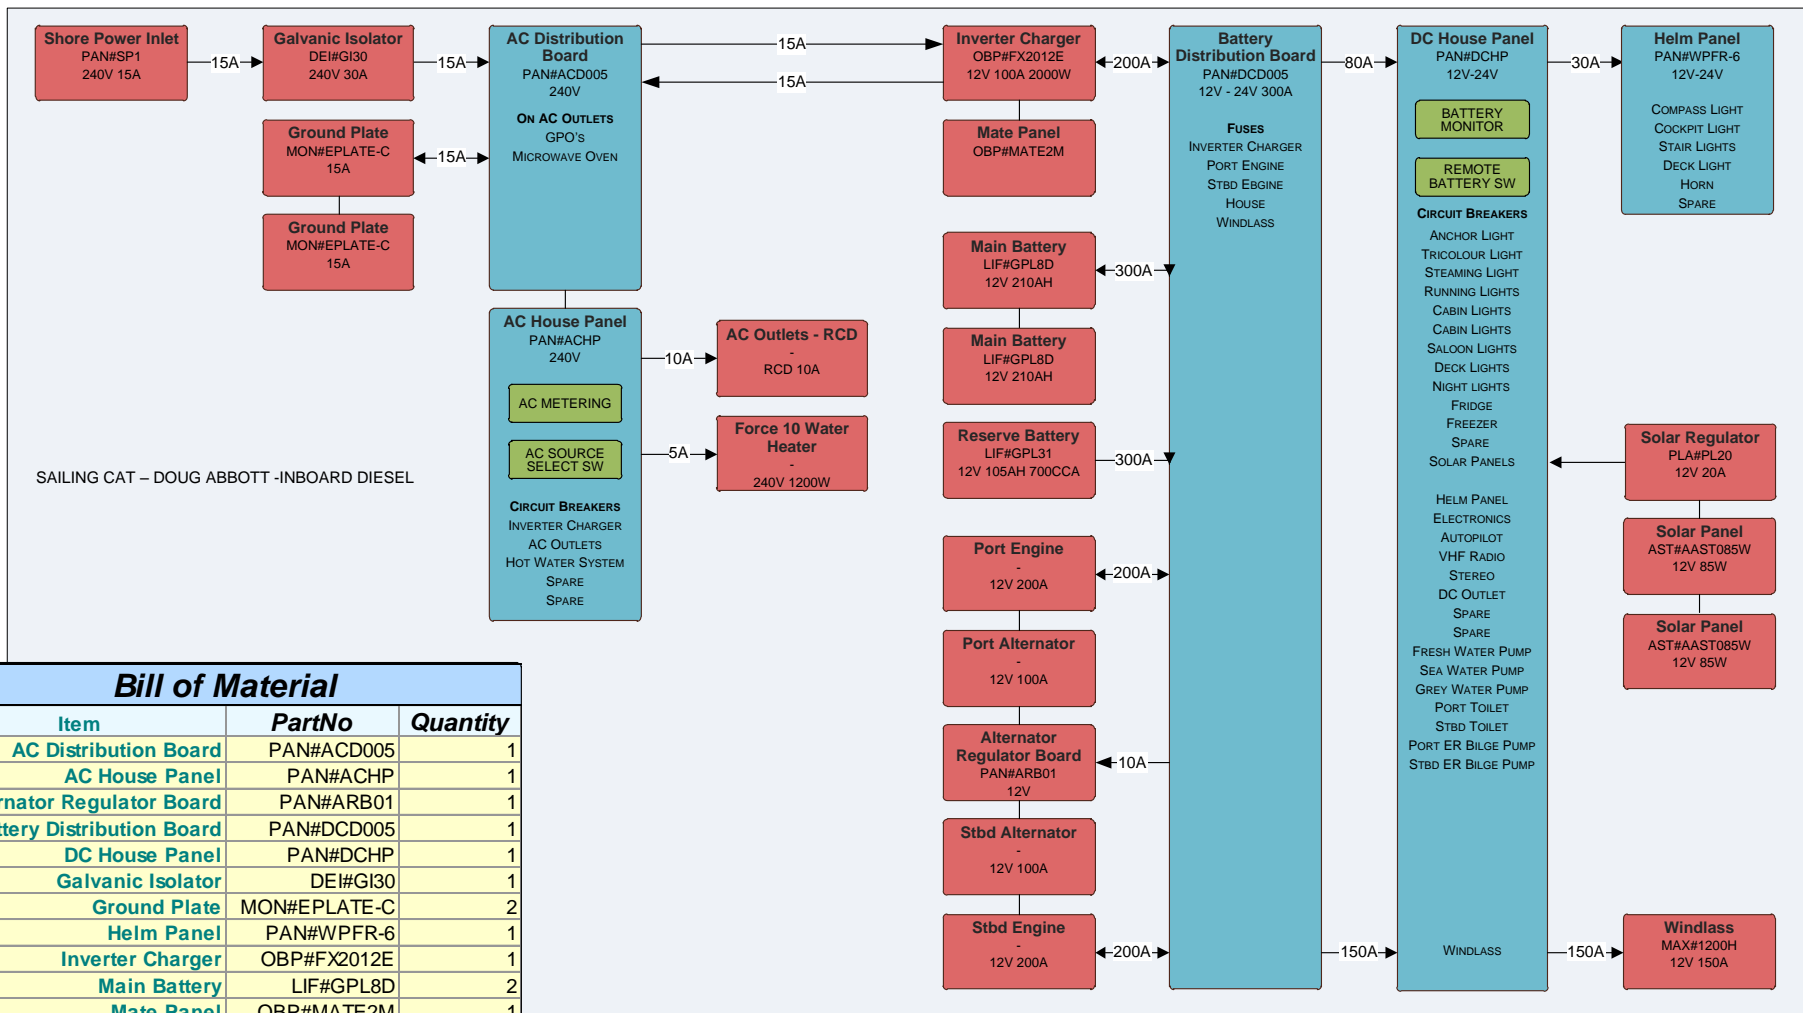 Shore Power Inlet
PAN#SP1
240V 15A
15A
Galvanic Isolator
DEI#GI30
240V 30A
15A
Ground Plate
MON#EPLATE-C
15A
15A
Ground Plate
MON#EPLATE-C
15A
AC Distribution
Board
PAN#ACD005
240V
ON AC OUTLETS
GPO's
MICROWAVE OVEN
15A
15A
AC House Panel
PAN#ACHP
240V
AC METERING
AC SOURCE
SELECT SW
CIRCUIT BREAKERS
INVERTER CHARGER
AC OUTLETS
HOT WATER SYSTEM
SPARE
SPARE
10A
5A
AC Outlets - RCD
-
RCD 10A
Force 10 Water
Heater
-
240V 1200W
SAILING CAT – DOUG ABBOTT -INBOARD DIESEL
Inverter Charger
OBP#FX2012E
12V 100A 2000W
200A
Mate Panel
OBP#MATE2M
Main Battery
LIF#GPL8D
12V 210AH
300A
Main Battery
LIF#GPL8D
12V 210AH
Reserve Battery
LIF#GPL31
12V 105AH 700CCA
300A
Port Engine
-
12V 200A
200A
Port Alternator
-
12V 100A
Alternator
Regulator Board
PAN#ARB01
12V
10A
Stbd Alternator
-
12V 100A
Stbd Engine
-
12V 200A
200A
Battery
Distribution Board
PAN#DCD005
12V - 24V 300A
FUSES
INVERTER CHARGER
PORT ENGINE
STBD EBGINE
HOUSE
WINDLASS
80A
150A
DC House Panel
PAN#DCHP
12V-24V
BATTERY
MONITOR
REMOTE
BATTERY SW
CIRCUIT BREAKERS
ANCHOR LIGHT
TRICOLOUR LIGHT
STEAMING LIGHT
RUNNING LIGHTS
CABIN LIGHTS
CABIN LIGHTS
SALOON LIGHTS
DECK LIGHTS
NIGHT LIGHTS
FRIDGE
FREEZER
SPARE
SOLAR PANELS
HELM PANEL
ELECTRONICS
AUTOPILOT
VHF RADIO
STEREO
DC OUTLET
SPARE
SPARE
FRESH WATER PUMP
SEA WATER PUMP
GREY WATER PUMP
PORT TOILET
STBD TOILET
PORT ER BILGE PUMP
STBD ER BILGE PUMP
WINDLASS
30A
150A
Helm Panel
PAN#WPFR-6
12V-24V
COMPASS LIGHT
COCKPIT LIGHT
STAIR LIGHTS
DECK LIGHT
HORN
SPARE
Solar Regulator
PLA#PL20
12V 20A
Solar Panel
AST#AAST085W
12V 85W
Solar Panel
AST#AAST085W
12V 85W
Windlass
MAX#1200H
12V 150A
Bill of Material
Item PartNo Quantity
AC Distribution Board PAN#ACD005 1
AC House Panel PAN#ACHP 1
rnator Regulator Board PAN#ARB01 1
ttery Distribution Board PAN#DCD005 1
DC House Panel PAN#DCHP 1
Galvanic Isolator DEI#GI30 1
Ground Plate MON#EPLATE-C 2
Helm Panel PAN#WPFR-6 1
Inverter Charger OBP#FX2012E 1
Main Battery LIF#GPL8D 2
Mate Panel OBP#MATE2M 1